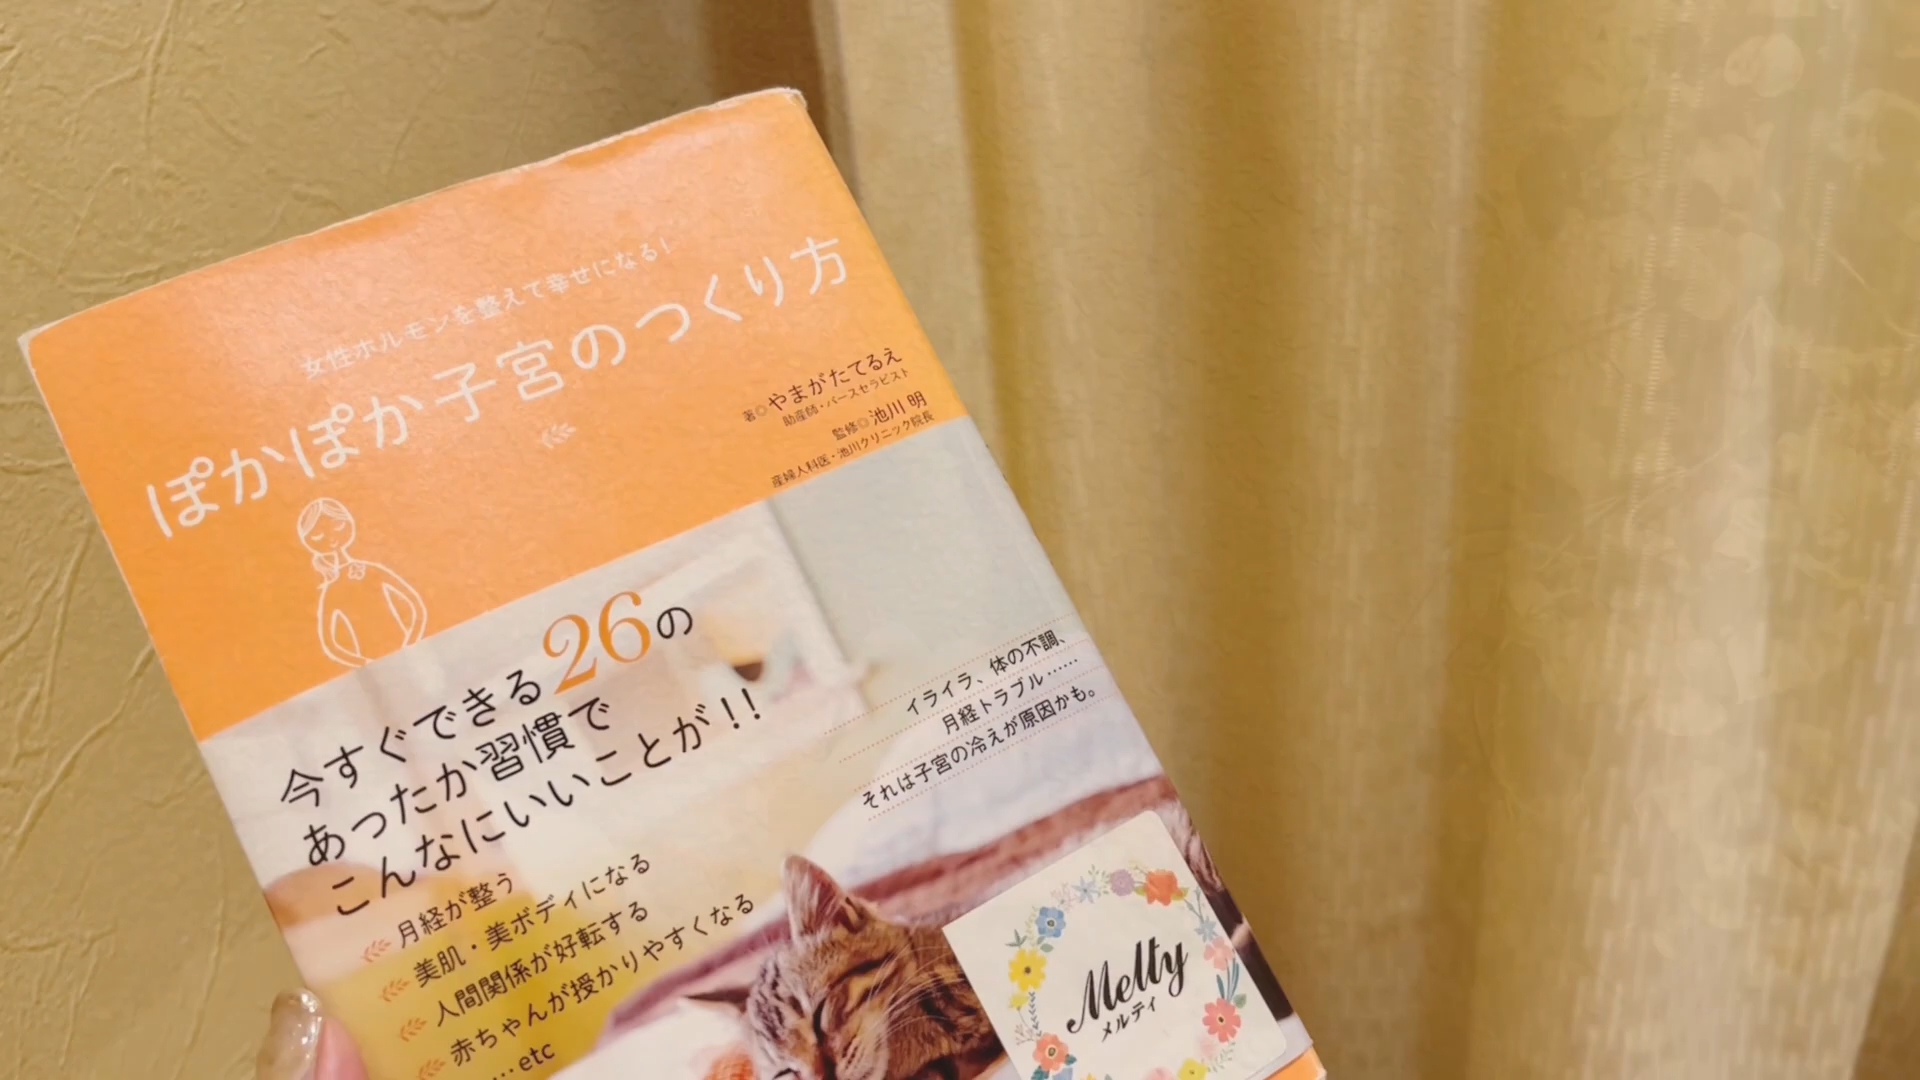 女性ホルモンを整えて幸せになる!
ぽかぽか子宮のつくり方
著◎やまがたてるえ
助産師・バースセラピスト
監修◎池川 明
産婦人科医・池川クリニック院長
今すぐできる26の
あったか習慣で
こんなにいいことが!!
月経が整う
美肌・美ボディになる
人間関係が好転する
赤ちゃんが授かりやすくなる
…etc
イライラ、体の不調、
月経トラブル……
それは子宮の冷えが原因かも。
Melty
メルティ